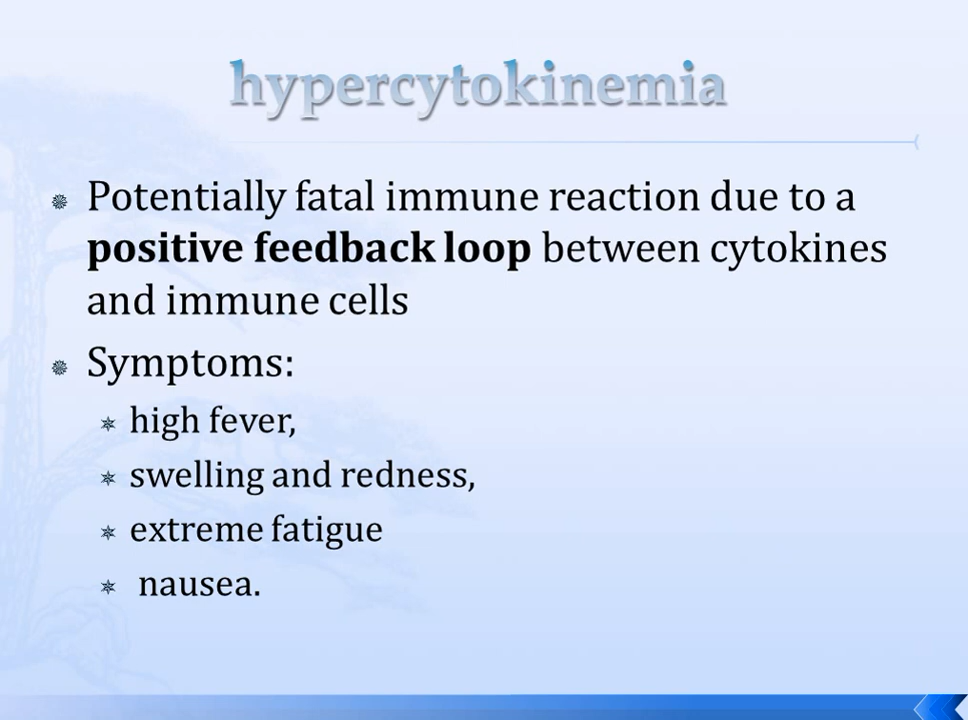 hypercytokinemia
Potentially fatal immune reaction due to a
positive feedback loop between cytokines
and immune cells
Symptoms:
high fever,
swelling and redness,
extreme fatigue
nausea.